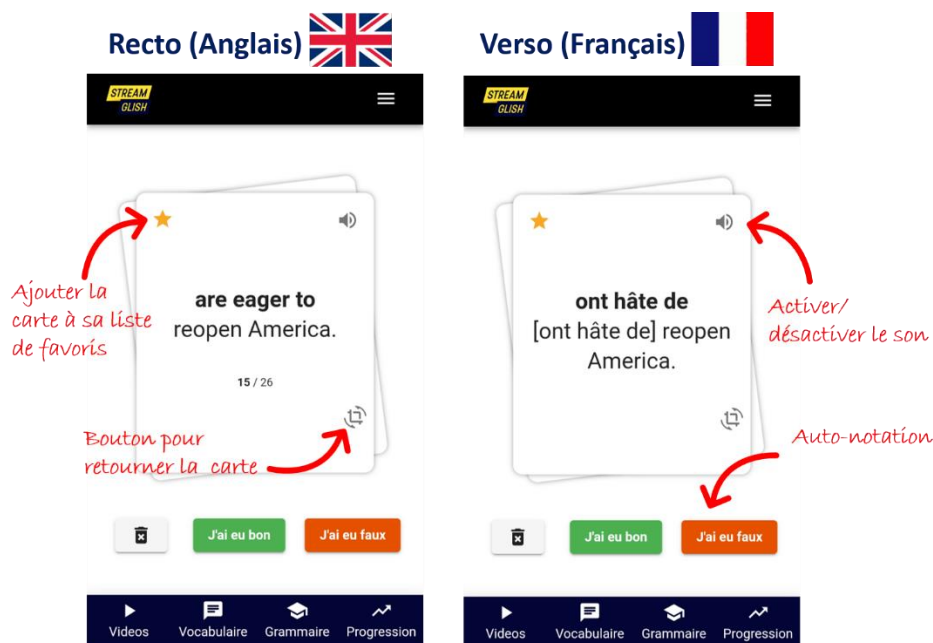 Recto (Anglais)
STREAM
GLISH
Ajouter la
carte à sa liste
de favoris
are eager to
reopen America.
15 / 26
Bouton pour
retourner la carte
J'ai eu bon
J'ai eu faux
Videos
Vocabulaire
Grammaire
Progression
Verso (Français)
STREAM
GLISH
ont hâte de
[ont hâte de] reopen
America.
Activer/
désactiver le son
Auto-notation
J'ai eu bon
J'ai eu faux
Videos
Vocabulaire
Grammaire
Progression